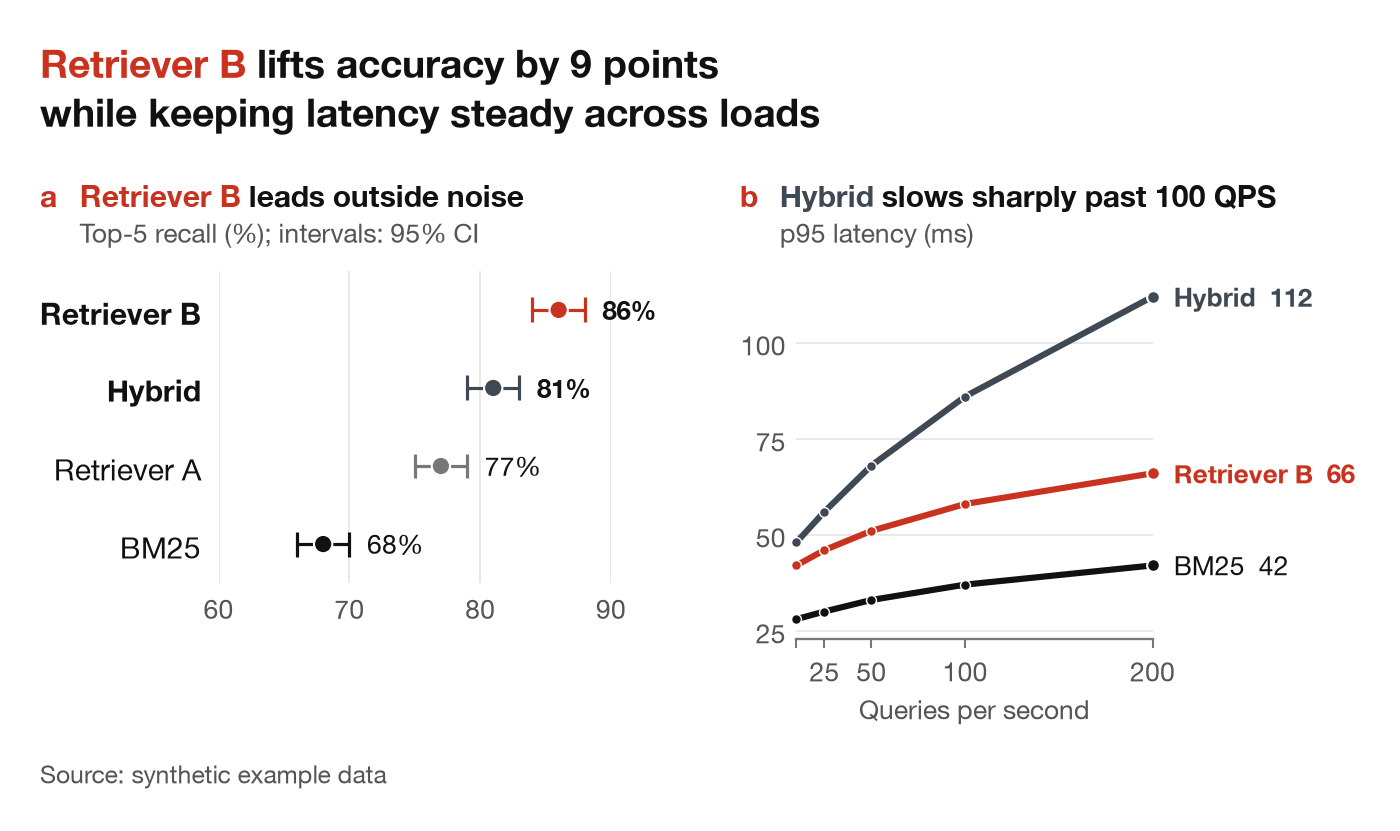 Retriever B lifts accuracy by 9 points
while keeping latency steady across loads
a Retriever B leads outside noise
Top-5 recall (%); intervals: 95% CI
Retriever B 86%
Hybrid 81%
Retriever A 77%
BM25 68%
60 70 80 90
b Hybrid slows sharply past 100 QPS
p95 latency (ms)
Hybrid 112
100
75
Retriever B 66
50
BM25 42
25
25 50 100 200
Queries per second
Source: synthetic example data